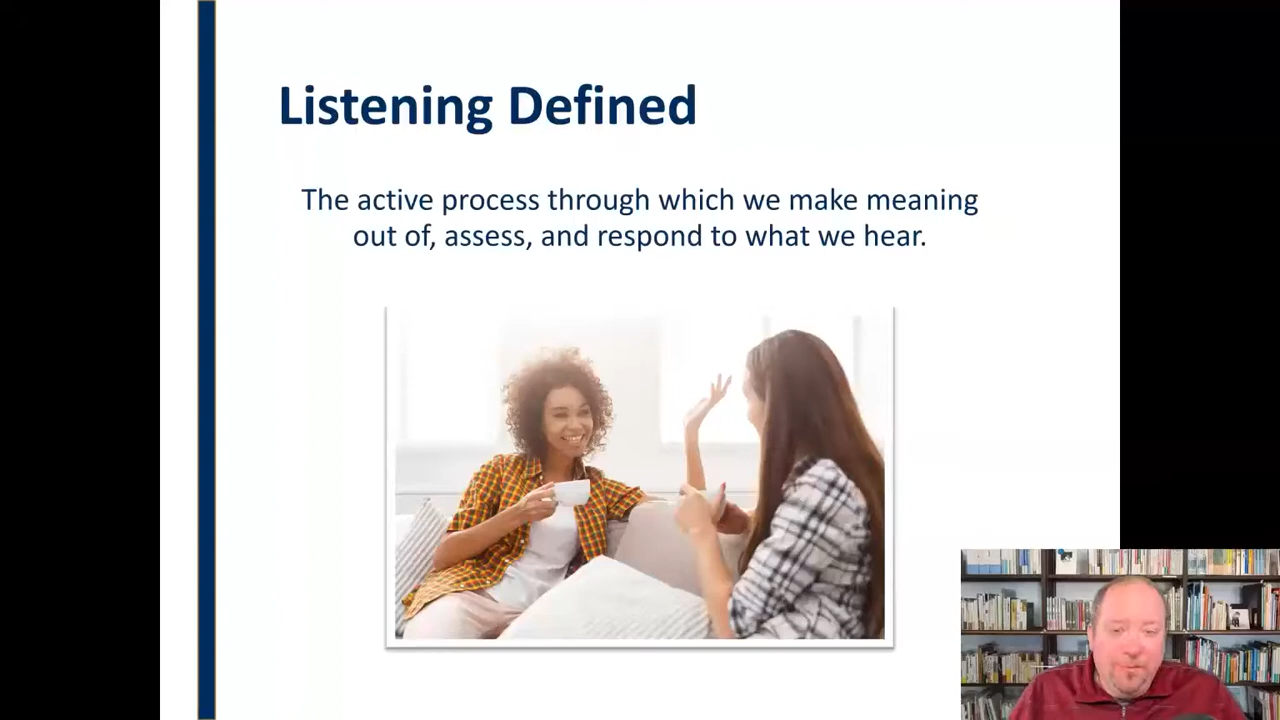 Listening Defined
The active process through which we make meaning
out of, assess, and respond to what we hear.